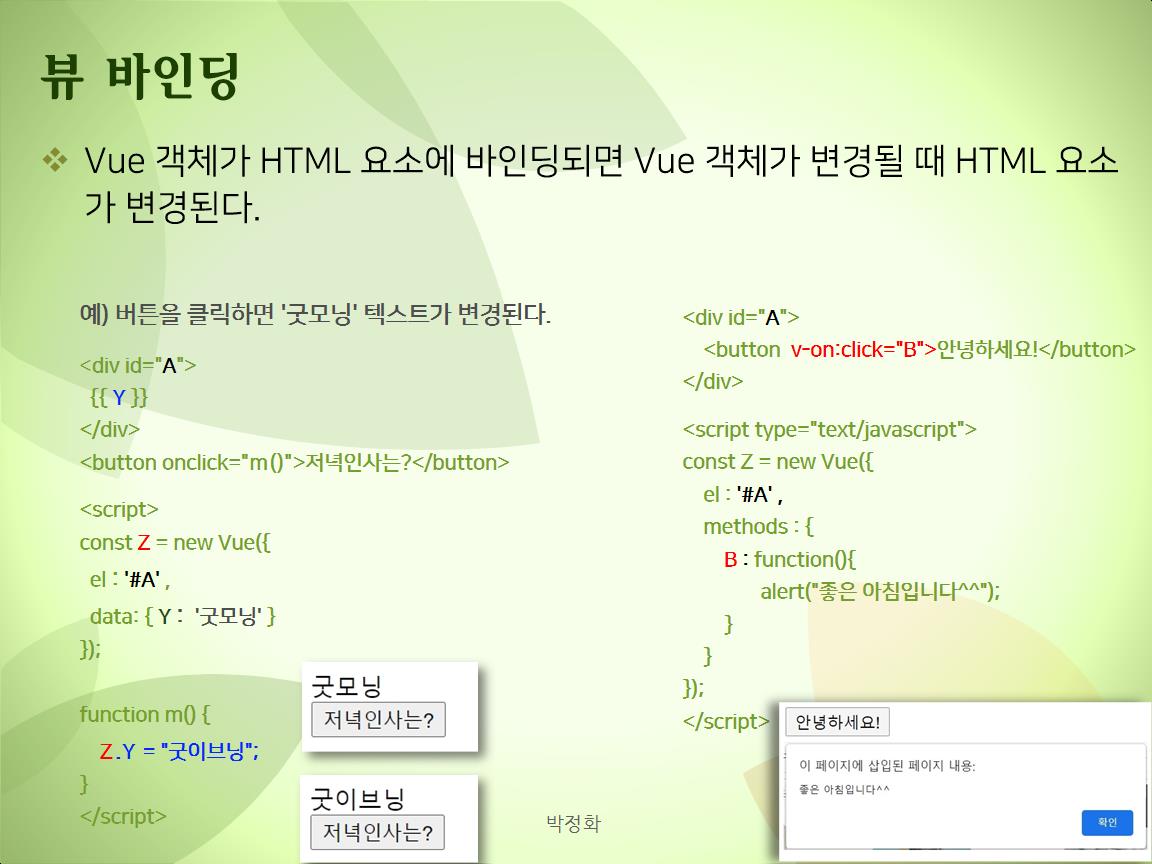 뷰 바인딩
Vue 객체가 HTML 요소에 바인딩되면 Vue 객체가 변경될 때 HTML 요소
가 변경된다.
예) 버튼을 클릭하면 '굿모닝' 텍스트가 변경된다.
<div id="A">
{{ Y }}
</div>
<button onclick="m()">저녁인사는?</button>
<script>
const Z = new Vue({
el : '#A' ,
data: { Y : '굿모닝' }
});
function m() {
Z.Y = "굿이브닝";
}
</script>
굿모닝
저녁인사는?
굿이브닝
저녁인사는?
<div id="A">
<button v-on:click="B">안녕하세요!</button>
</div>
<script type="text/javascript">
const Z = new Vue({
el : '#A' ,
methods : {
B : function(){
alert("좋은 아침입니다^^");
}
}
});
</script>
안녕하세요!
이 페이지에 삽입된 페이지 내용:
좋은 아침입니다^^
확인
박정화